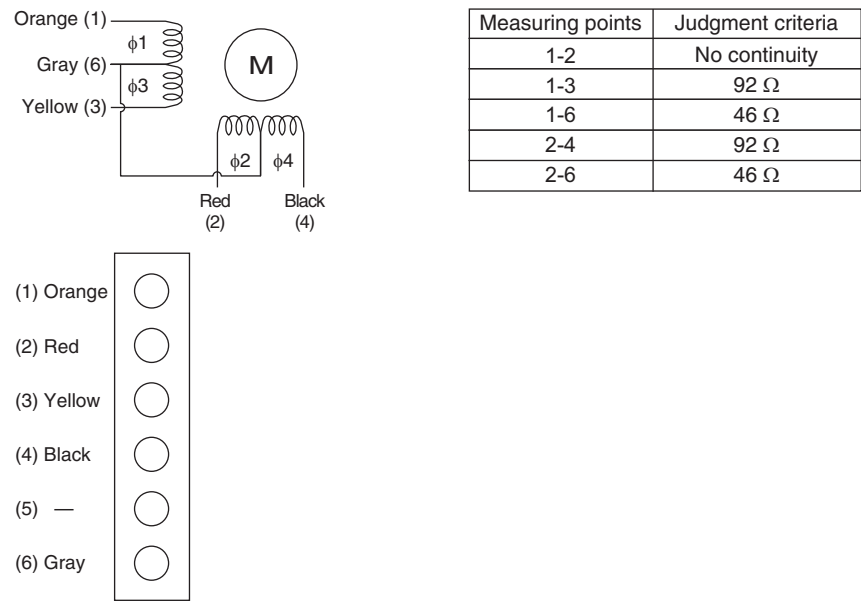 Orange (1)
ϕ1
Gray (6)
ϕ3
Yellow (3)
M
ϕ2 ϕ4
Red Black
(2) (4)
Measuring points Judgment criteria
1-2 No continuity
1-3 92 Ω
1-6 46 Ω
2-4 92 Ω
2-6 46 Ω
(1) Orange
(2) Red
(3) Yellow
(4) Black
(5) —
(6) Gray